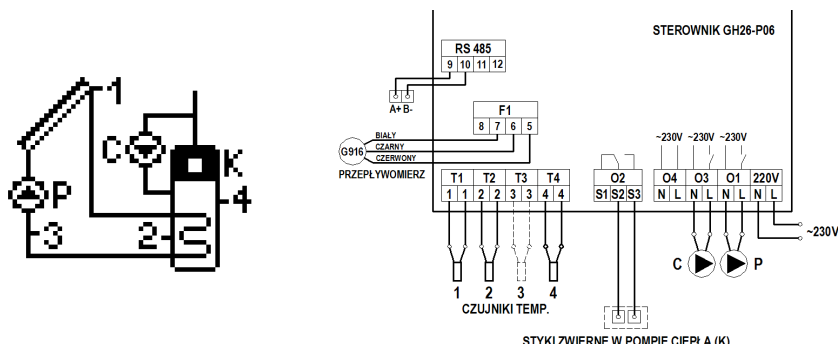 1
C
K
P
4
3
2
STEROWNIK GH26-P06
RS 485
9 10 11 12
A+ B-
F1
8 7 6 5
BIAŁY
CZARNY
CZERWONY
G916
PRZEPŁYWOMIERZ
T1 T2 T3 T4
1 1 2 2 3 3 4 4
O2
S1 S2 S3
~230V ~230V ~230V
O4 O3 O1 220V
N L N L N L N L
~230V
C P
1 2 3 4
CZUJNIKI TEMP.
STYKI ZWIERNE W POMPIE CIEPŁA (K)